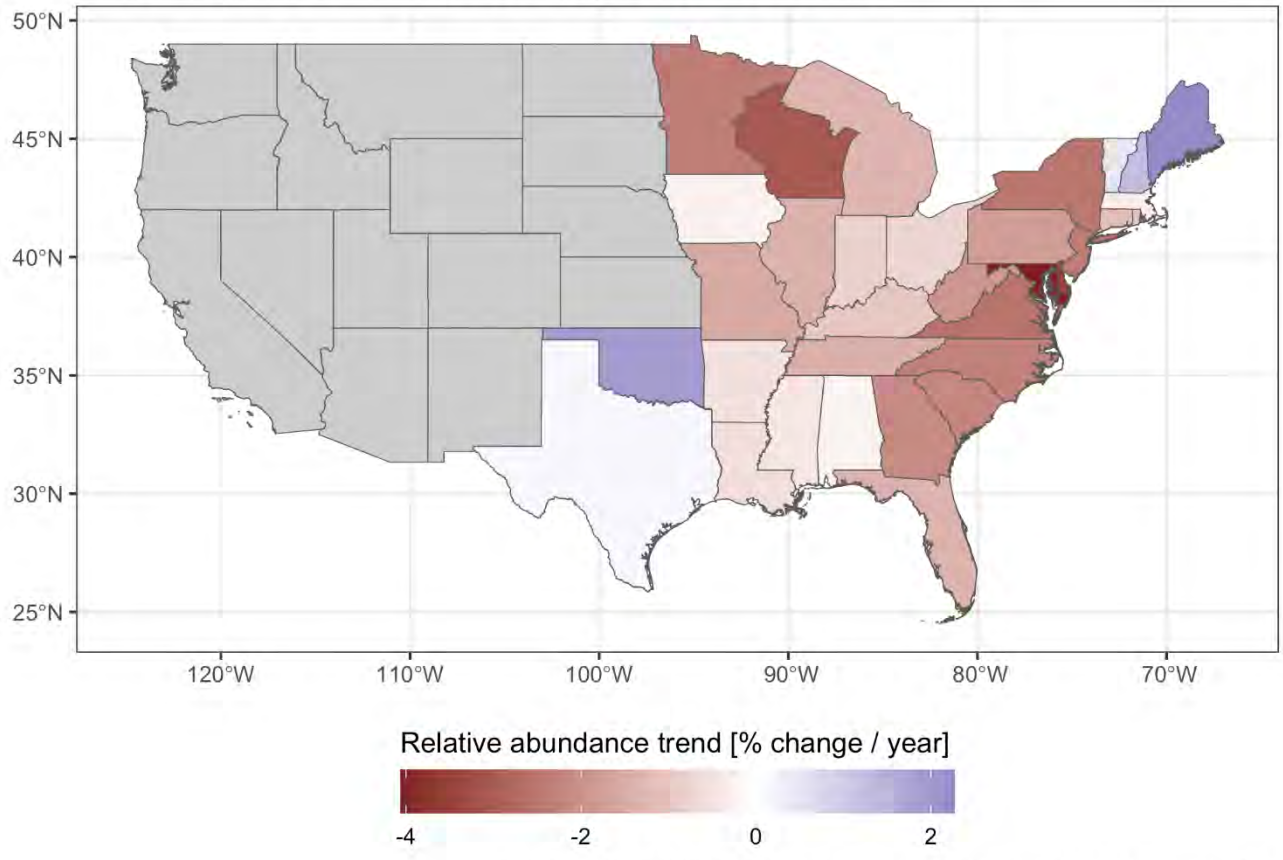 50°N
45°N
40°N
35°N
30°N
25°N
120°W 110°W 100°W 90°W 80°W 70°W
Relative abundance trend [% change / year]
-4 -2 0 2